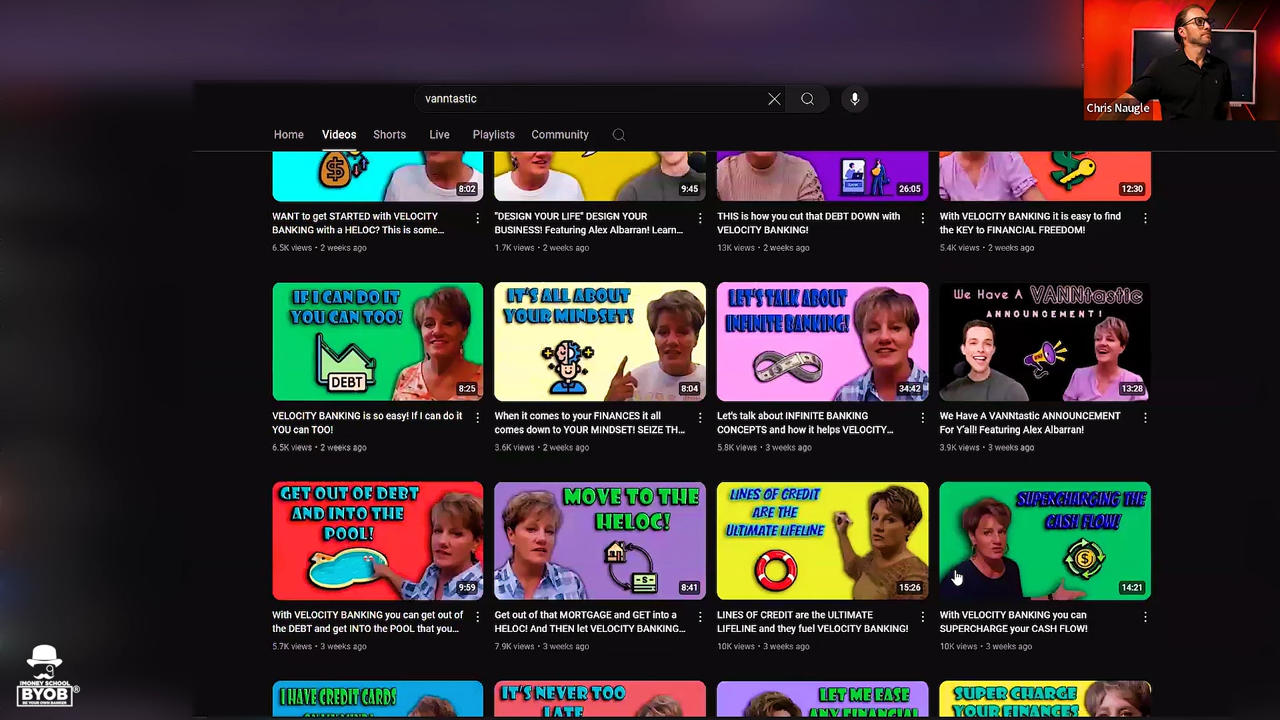 vanntastic
Chris Naugle
Home Videos Shorts Live Playlists Community
8:02
9:45
26:05
12:30
WANT to get STARTED with VELOCITY
BANKING with a HELOC? This is some...
6.5K views • 2 weeks ago
"DESIGN YOUR LIFE" DESIGN YOUR
BUSINESS! Featuring Alex Albarran! Learn...
1.7K views • 2 weeks ago
THIS is how you cut that DEBT DOWN with
VELOCITY BANKING!
13K views • 2 weeks ago
With VELOCITY BANKING it is easy to find
the KEY to FINANCIAL FREEDOM!
5.4K views • 2 weeks ago
IF I CAN DO IT
YOU CAN TOO!
DEBT
8:25
IT'S ALL ABOUT
YOUR MINDSET!
8:04
LET'S TALK ABOUT
INFINITE BANKING!
34:42
We Have A VANNtastic
ANNOUNCEMENT!
13:28
VELOCITY BANKING is so easy! If I can do it
YOU can TOO!
6.5K views • 2 weeks ago
When it comes to your FINANCES it all
comes down to YOUR MINDSET! SEIZE TH...
3.6K views • 2 weeks ago
Let's talk about INFINITE BANKING
CONCEPTS and how it helps VELOCITY...
5.8K views • 3 weeks ago
We Have A VANNtastic ANNOUNCEMENT
For Y'all! Featuring Alex Albarran!
3.9K views • 3 weeks ago
GET OUT OF DEBT
AND INTO THE
POOL!
9:59
MOVE TO THE
HELOC!
8:41
LINES OF CREDIT
ARE THE
ULTIMATE LIFELINE
15:26
SUPERCHARGING THE
CASH FLOW!
14:21
With VELOCITY BANKING you can get out of
the DEBT and get INTO the POOL that you...
5.7K views • 3 weeks ago
Get out of that MORTGAGE and GET into a
HELOC! And THEN let VELOCITY BANKING...
7.9K views • 3 weeks ago
LINES OF CREDIT are the ULTIMATE
LIFELINE and they fuel VELOCITY BANKING!
10K views • 3 weeks ago
With VELOCITY BANKING you can
SUPERCHARGE your CASH FLOW!
10K views • 3 weeks ago
I HAVE CREDIT CARDS
IT'S NEVER TOO
LATE
LET ME EASE
ANY FINANCIAL
SUPER CHARGE
YOUR FINANCES
THE MONEY SCHOOL
BYOB®
BE YOUR OWN BANKER